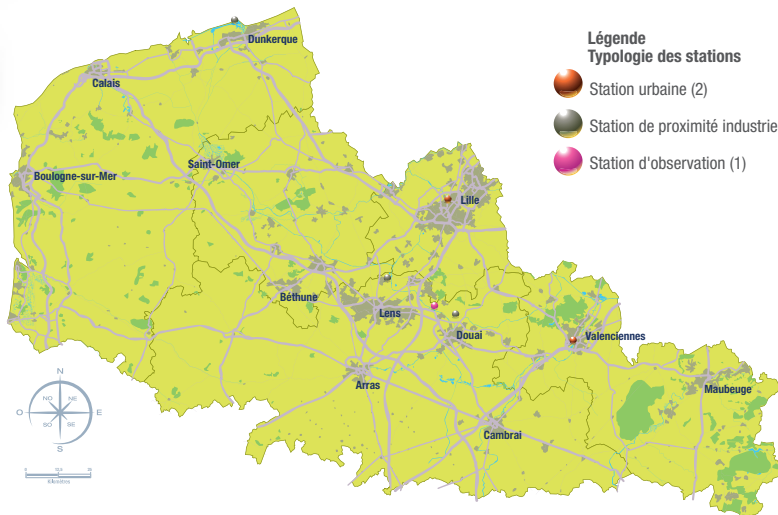 Légende
Typologie des stations
Station urbaine (2)
Station de proximité industrie
Station d'observation (1)
Dunkerque
Calais
Saint-Omer
Boulogne-sur-Mer
Lille
Béthune
Lens
Douai
Valenciennes
Arras
Maubeuge
Cambrai
N
NO NE
O E
SO SE
S